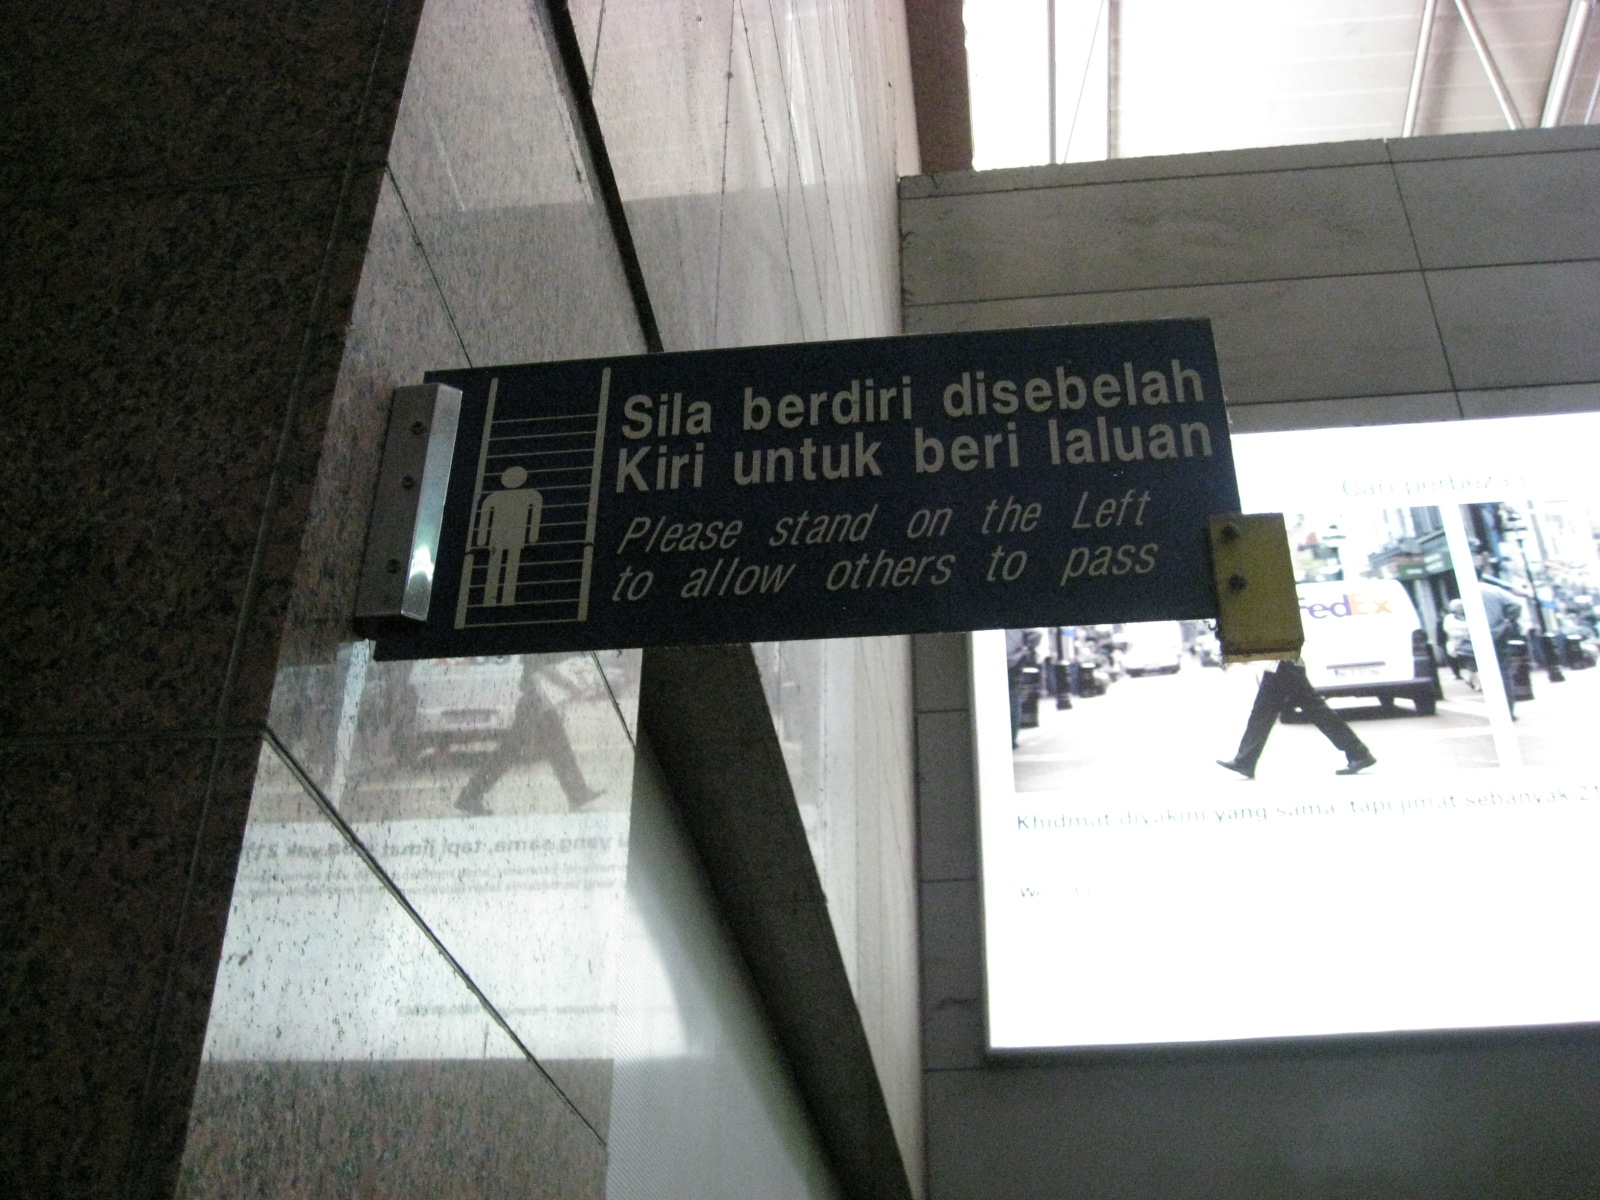 Sila berdiri disebelah
Kiri untuk beri laluan
Please stand on the Left
to allow others to pass
FedEx
Khidmat diyakini yang sama, tapi jimat sebanyak 21